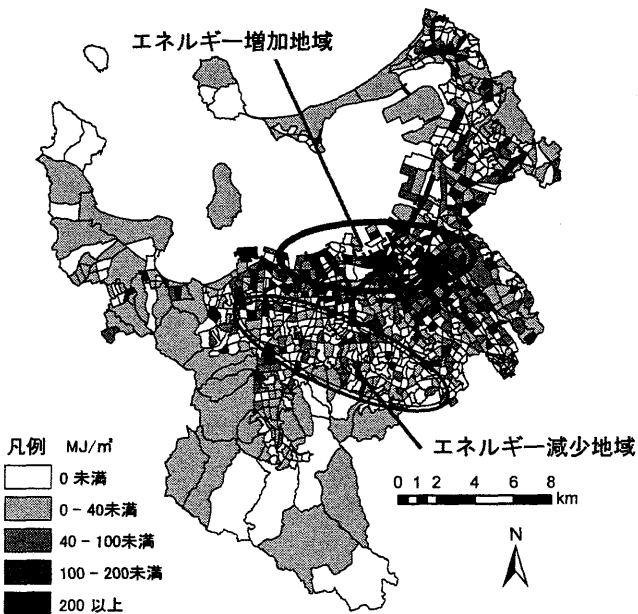 エネルギー増加地域
エネルギー減少地域
凡例 MJ/㎡
0 未満
0 - 40未満
40 - 100未満
100 - 200未満
200 以上
0 1 2 4 6 8
km
N